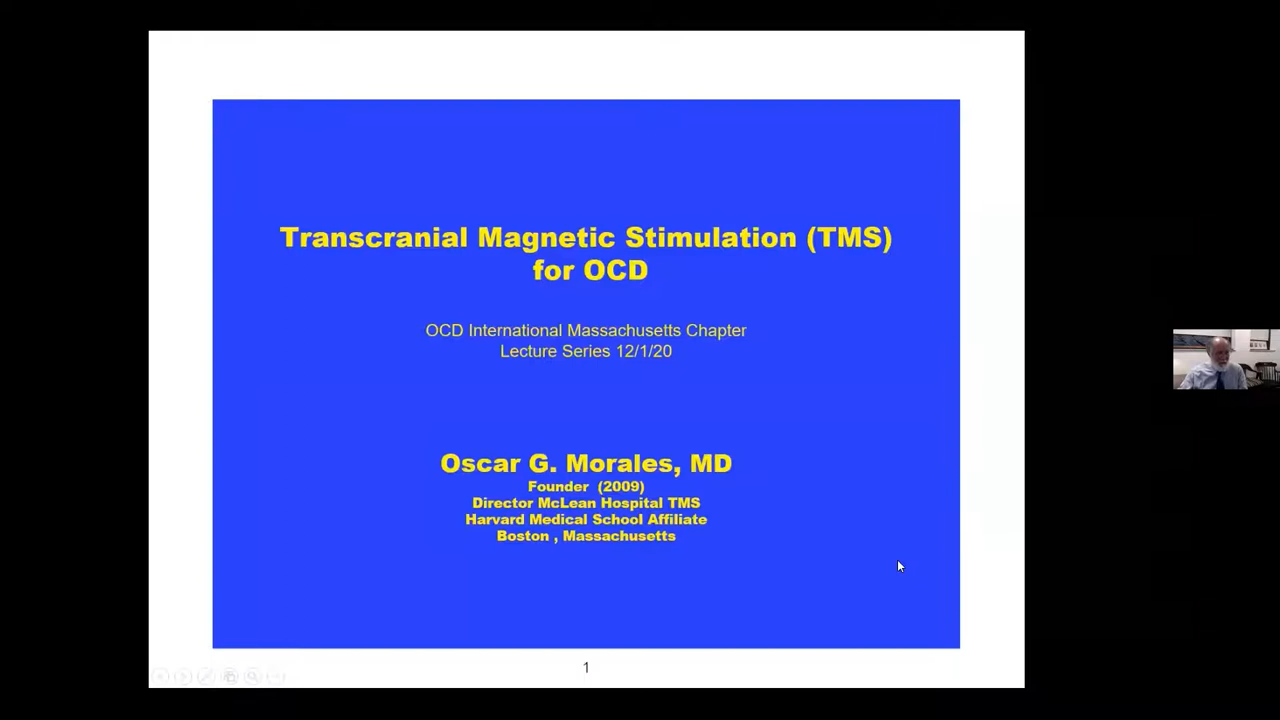 Transcranial Magnetic Stimulation (TMS)
for OCD
OCD International Massachusetts Chapter
Lecture Series 12/1/20
Oscar G. Morales, MD
Founder (2009)
Director McLean Hospital TMS
Harvard Medical School Affiliate
Boston , Massachusetts
1